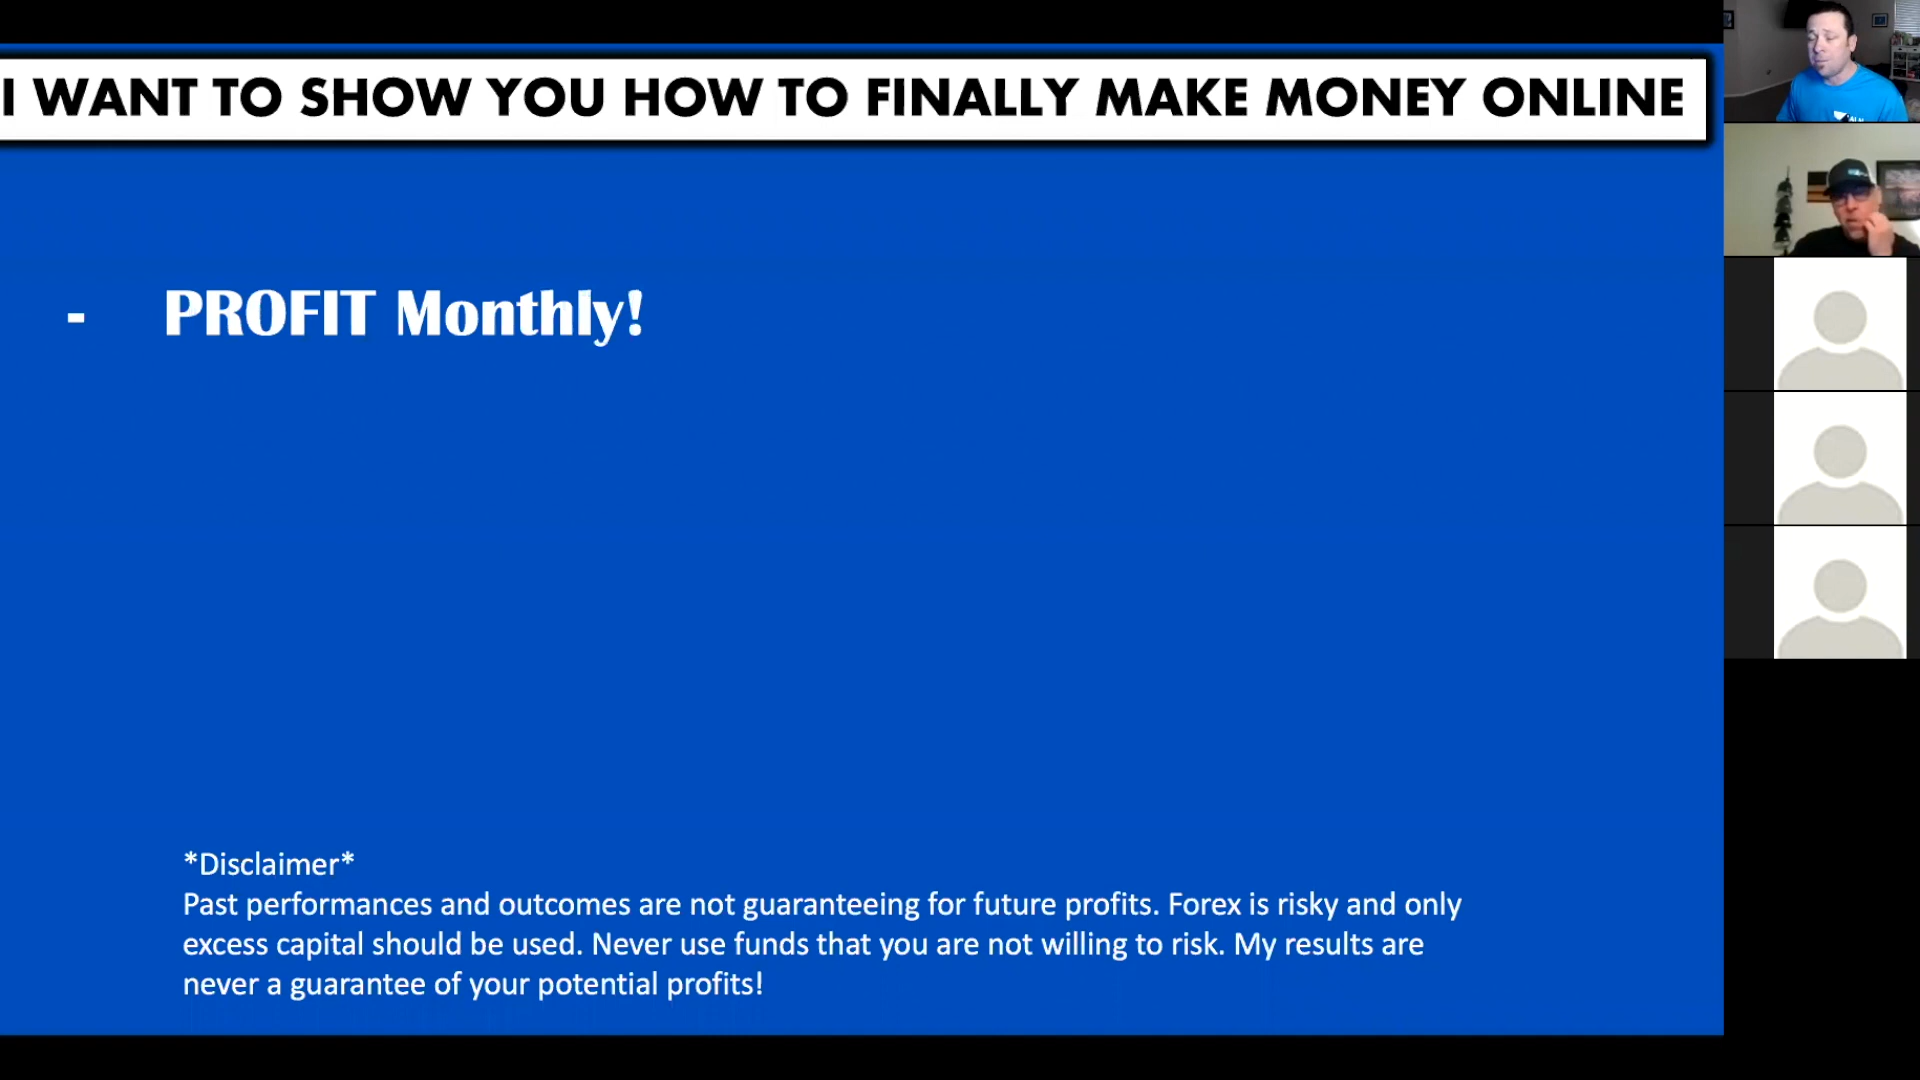 I WANT TO SHOW YOU HOW TO FINALLY MAKE MONEY ONLINE
- PROFIT Monthly!
*Disclaimer*
Past performances and outcomes are not guaranteeing for future profits. Forex is risky and only
excess capital should be used. Never use funds that you are not willing to risk. My results are
never a guarantee of your potential profits!